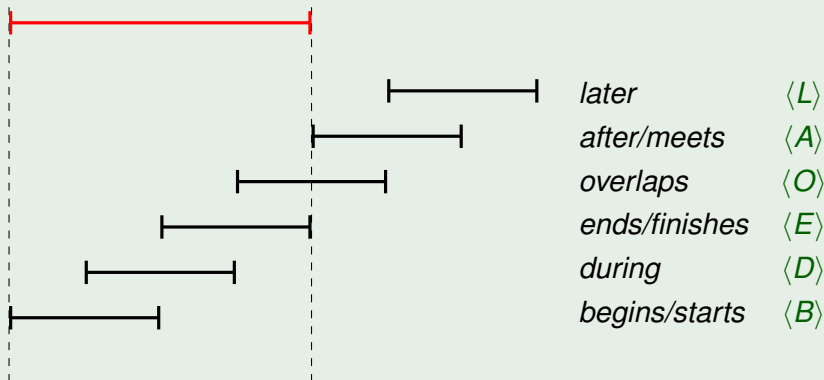 later ⟨L⟩
after/meets ⟨A⟩
overlaps ⟨O⟩
ends/finishes ⟨E⟩
during ⟨D⟩
begins/starts ⟨B⟩